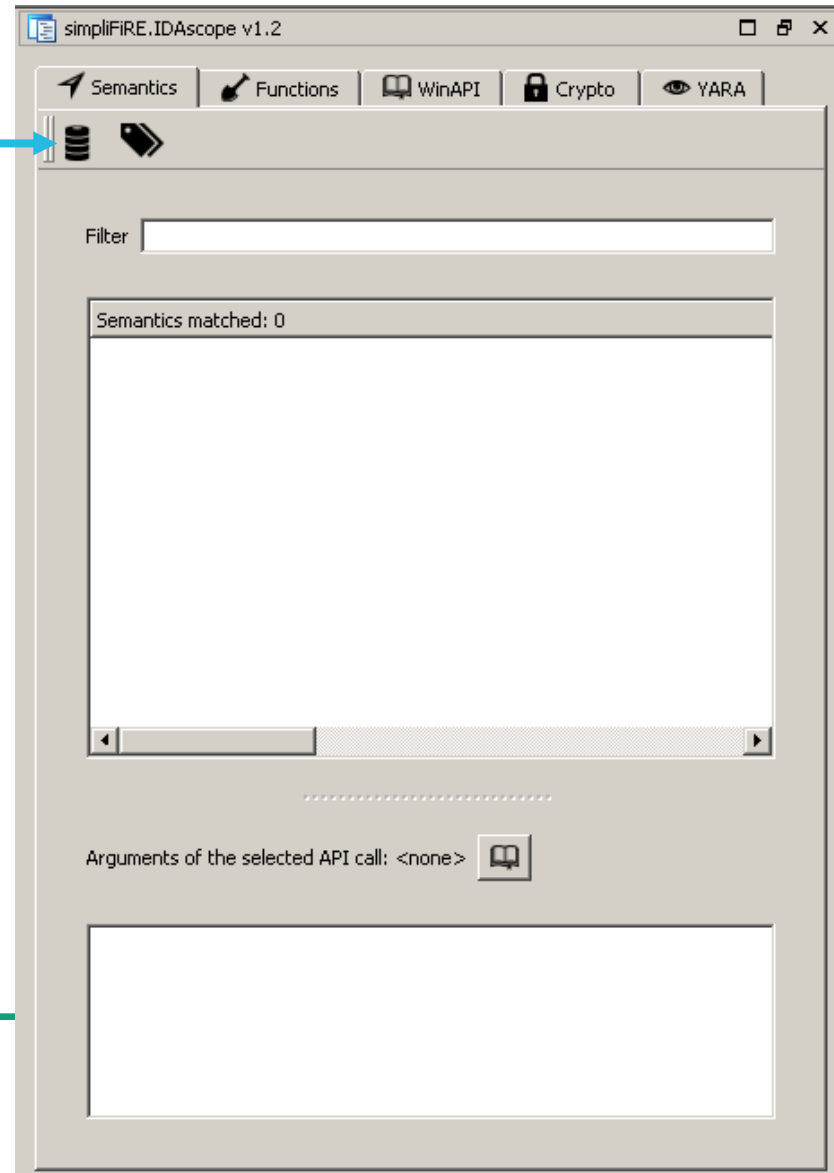 simpliFiRE.IDAscope v1.2
Semantics Functions WinAPI Crypto YARA
Filter
Semantics matched: 0
Arguments of the selected API call: <none>